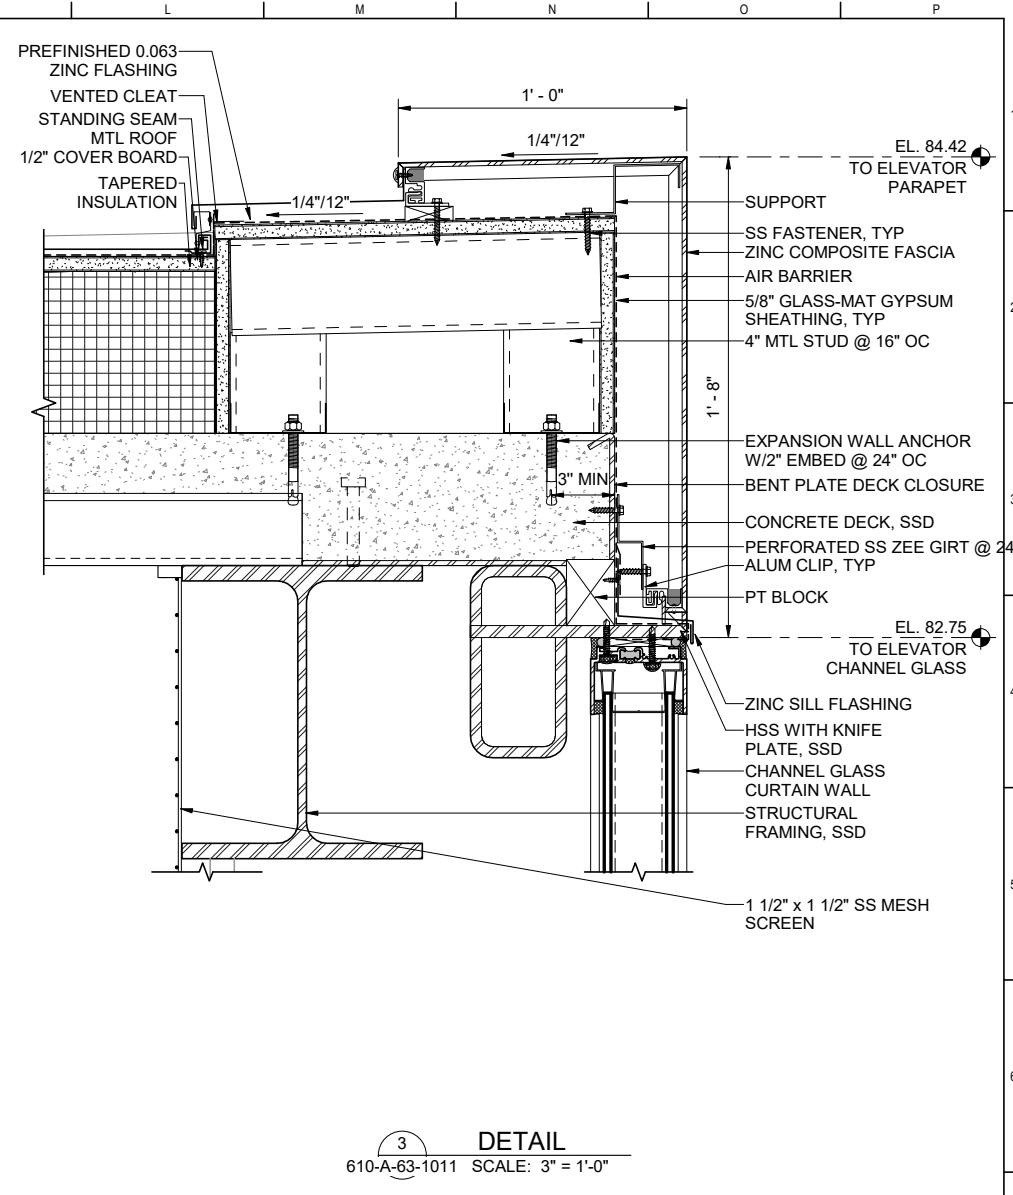 L M N O P
PREFINISHED 0.063
ZINC FLASHING
VENTED CLEAT
STANDING SEAM
MTL ROOF
1/2" COVER BOARD
TAPERED
INSULATION
1' - 0"
1/4"/12"
1/4"/12"
EL. 84.42
TO ELEVATOR
PARAPET
SUPPORT
SS FASTENER, TYP
ZINC COMPOSITE FASCIA
AIR BARRIER
5/8" GLASS-MAT GYPSUM
SHEATHING, TYP
4" MTL STUD @ 16" OC
1' - 8"
EXPANSION WALL ANCHOR
W/2" EMBED @ 24" OC
3" MIN
BENT PLATE DECK CLOSURE
CONCRETE DECK, SSD
PERFORATED SS ZEE GIRT @ 24
ALUM CLIP, TYP
PT BLOCK
EL. 82.75
TO ELEVATOR
CHANNEL GLASS
ZINC SILL FLASHING
HSS WITH KNIFE
PLATE, SSD
CHANNEL GLASS
CURTAIN WALL
STRUCTURAL
FRAMING, SSD
1 1/2" x 1 1/2" SS MESH
SCREEN
2
3
4
5
6
3
DETAIL
610-A-63-1011 SCALE: 3" = 1'-0"